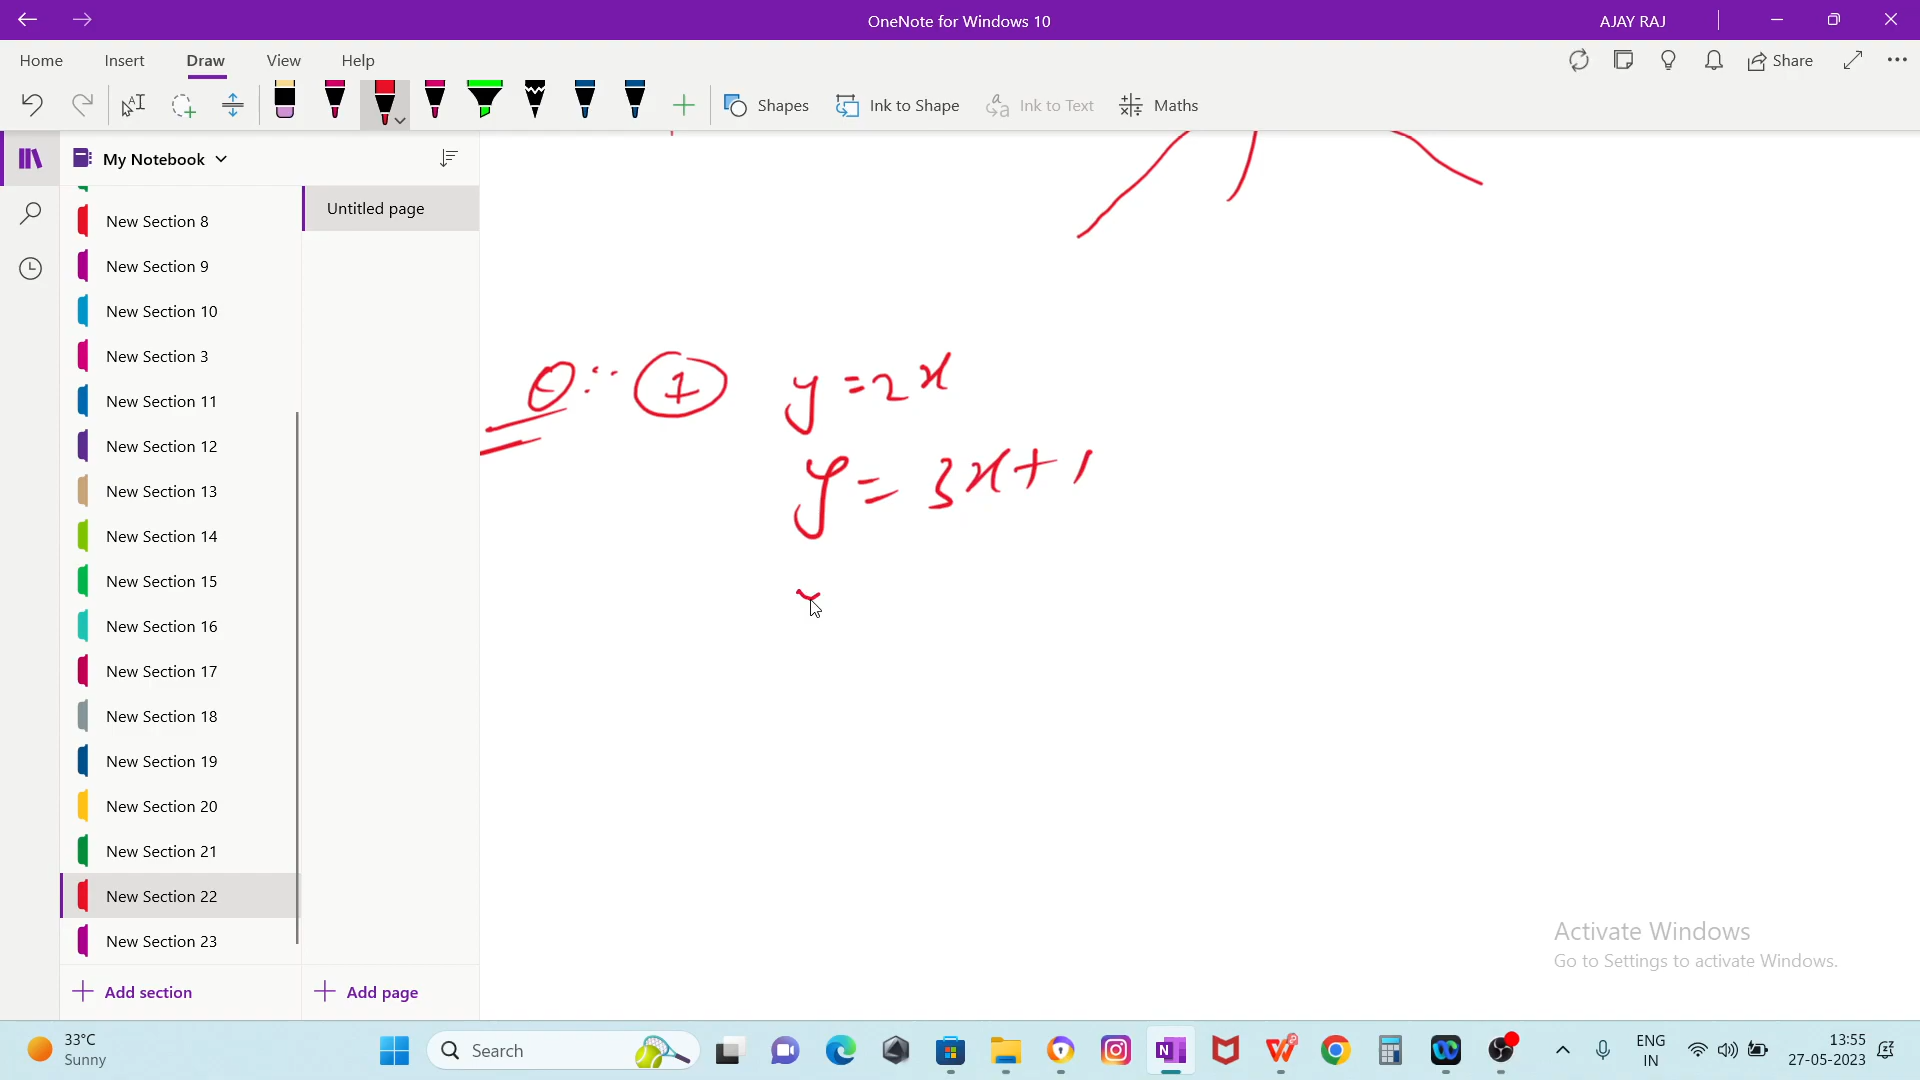 OneNote for Windows 10
AJAY RAJ
Home
Insert
Draw
View
Help
Share
Shapes
Ink to Shape
Ink to Text
Maths
My Notebook
Untitled page
New Section 8
New Section 9
New Section 10
New Section 3
New Section 11
New Section 12
New Section 13
New Section 14
New Section 15
New Section 16
New Section 17
New Section 18
New Section 19
New Section 20
New Section 21
New Section 22
New Section 23
Add section
Add page
1 y = 2x
y = 3x + 1
Activate Windows
Go to Settings to activate Windows.
33°C
Sunny
Search
ENG
IN
13:55
27-05-2023